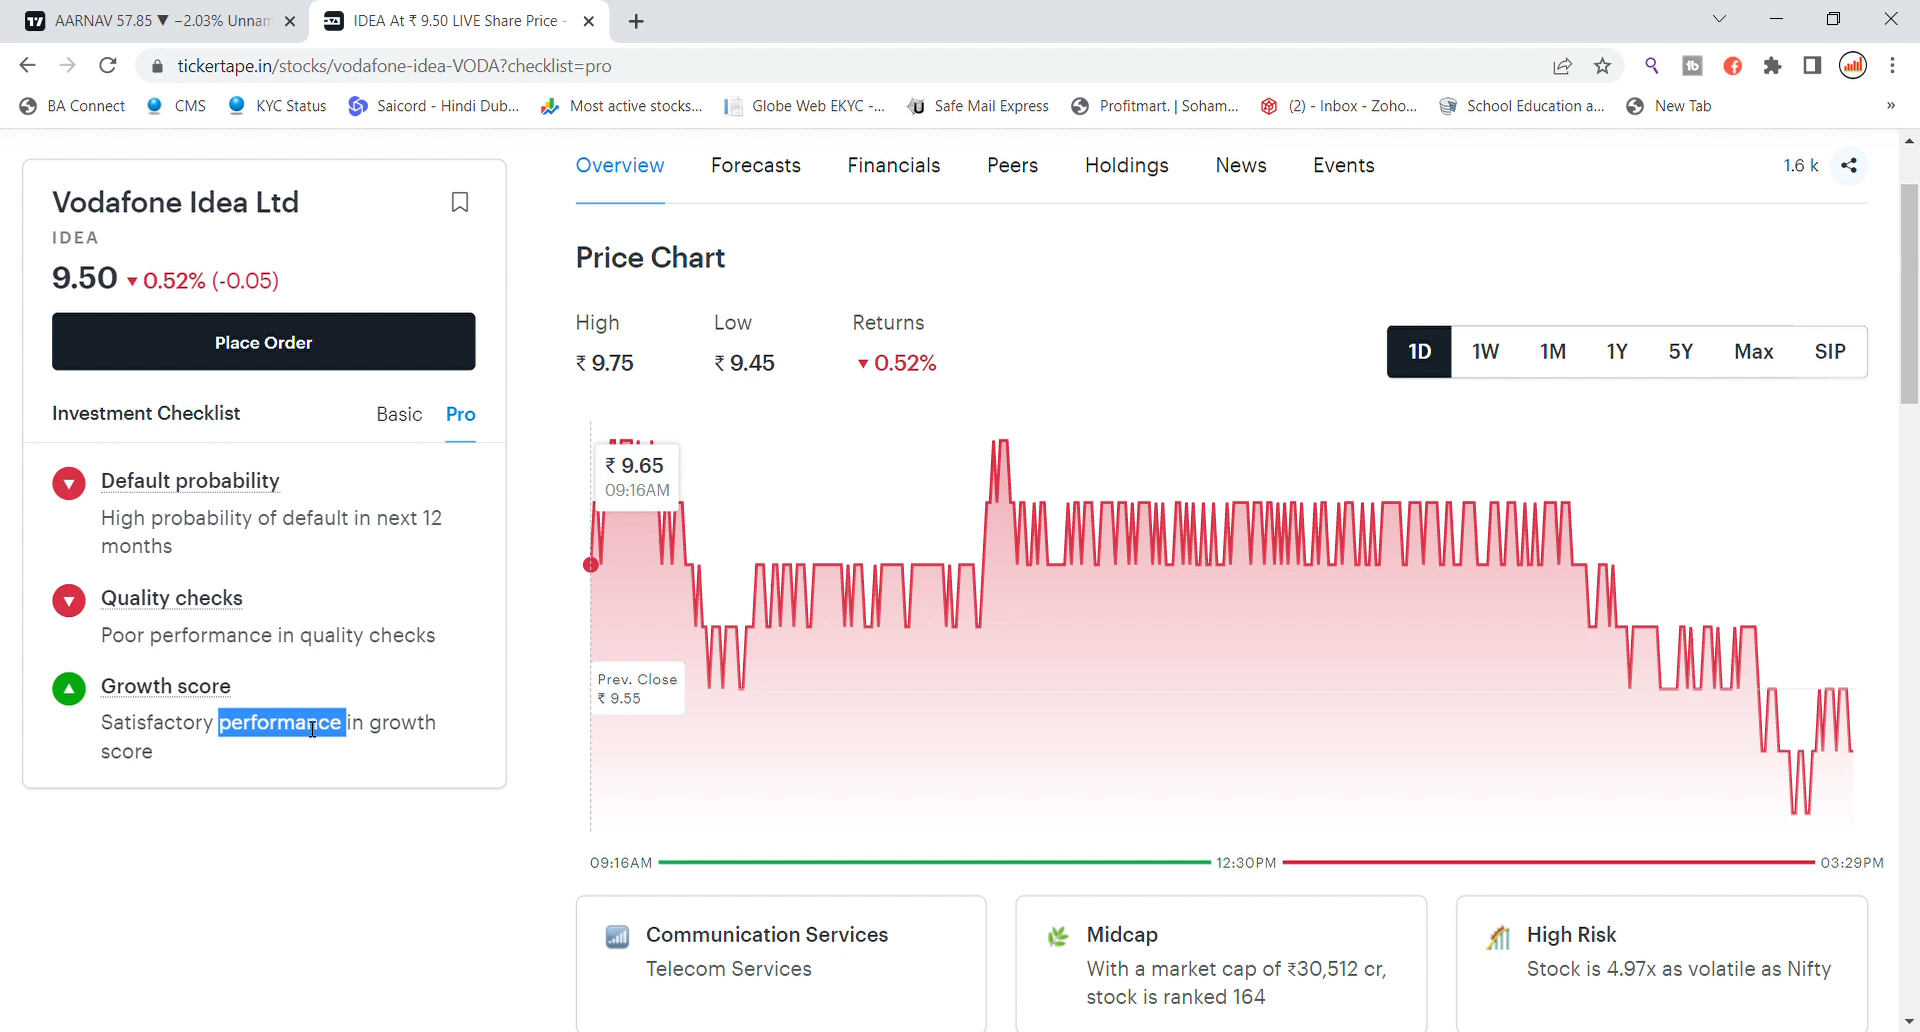 AARNAV 57.85 ▼ −2.03% Unnam
IDEA At ₹ 9.50 LIVE Share Price -
tickertape.in/stocks/vodafone-idea-VODA?checklist=pro
BA Connect
CMS
KYC Status
Saicord - Hindi Dub...
Most active stocks...
Globe Web EKYC -...
Safe Mail Express
Profitmart. | Soham...
(2) - Inbox - Zoho...
School Education a...
New Tab
»
Vodafone Idea Ltd
IDEA
9.50 ▼ 0.52% (-0.05)
Place Order
Investment Checklist
Basic
Pro
Default probability
High probability of default in next 12
months
Quality checks
Poor performance in quality checks
Growth score
Satisfactory performance in growth
score
Overview
Forecasts
Financials
Peers
Holdings
News
Events
1.6 k
Price Chart
High
₹ 9.75
Low
₹ 9.45
Returns
▼ 0.52%
1D
1W
1M
1Y
5Y
Max
SIP
₹ 9.65
09:16AM
Prev. Close
₹ 9.55
09:16AM
12:30PM
03:29PM
Communication Services
Telecom Services
Midcap
With a market cap of ₹30,512 cr,
stock is ranked 164
High Risk
Stock is 4.97x as volatile as Nifty